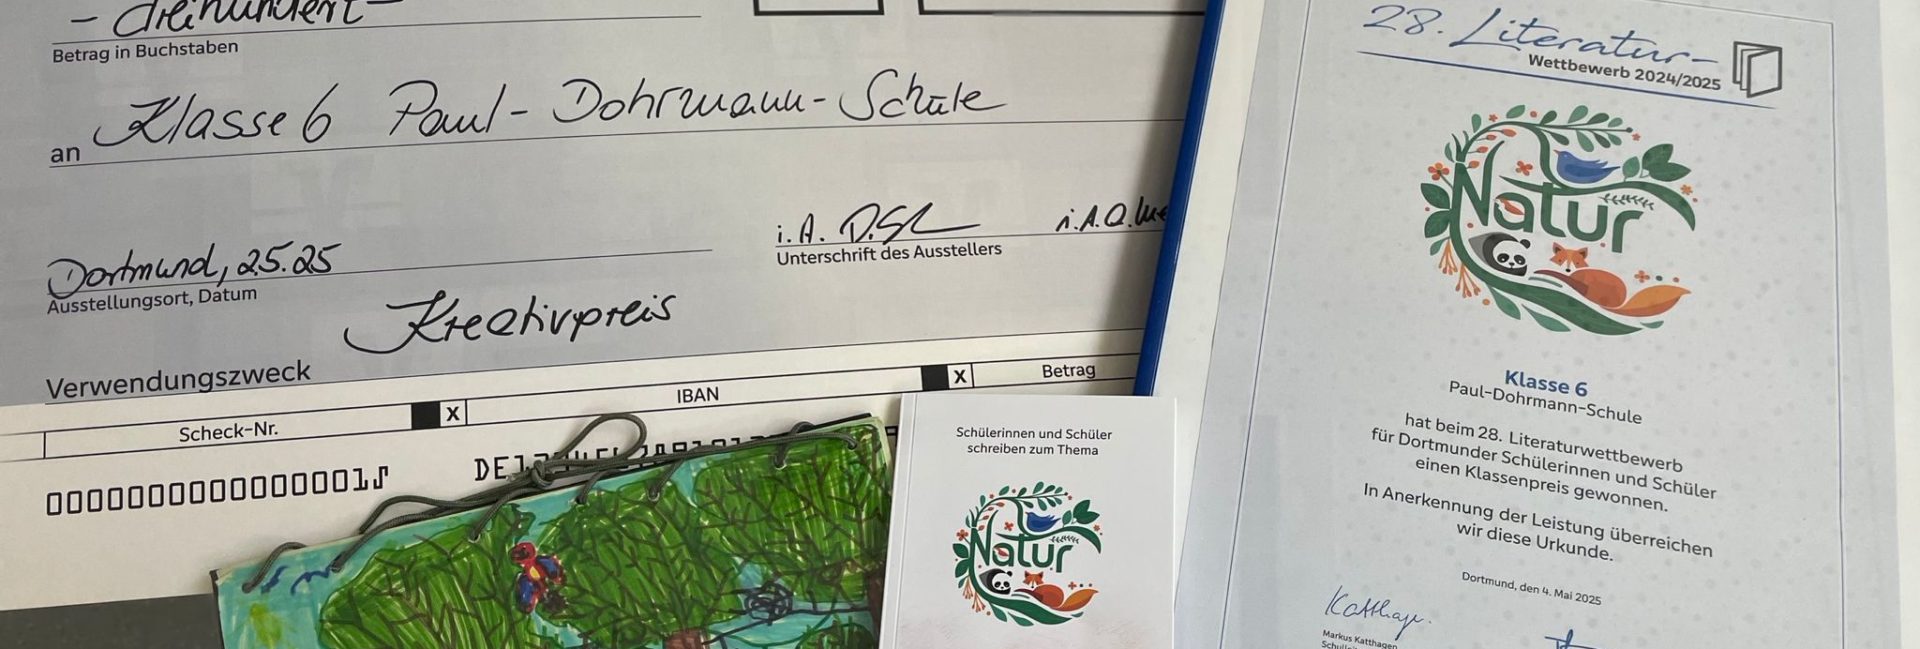 - dreihundert -
Betrag in Buchstaben
an Klasse 6 Paul-Dohrmann-Schule
Dortmund, 2.5.25
Ausstellungsort, Datum
i.A.
i.A.
Unterschrift des Ausstellers
Kreativpreis
Verwendungszweck
Scheck-Nr.
X
IBAN
X
Betrag
000000000000000001
DE
Schülerinnen und Schüler
schreiben zum Thema
Natur
28. Literatur-
Wettbewerb 2024/2025
Natur
Klasse 6
Paul-Dohrmann-Schule
hat beim 28. Literaturwettbewerb
für Dortmunder Schülerinnen und Schüler
einen Klassenpreis gewonnen.
In Anerkennung der Leistung überreichen
wir diese Urkunde.
Dortmund, den 4. Mai 2025
Katthagen
Markus Katthagen